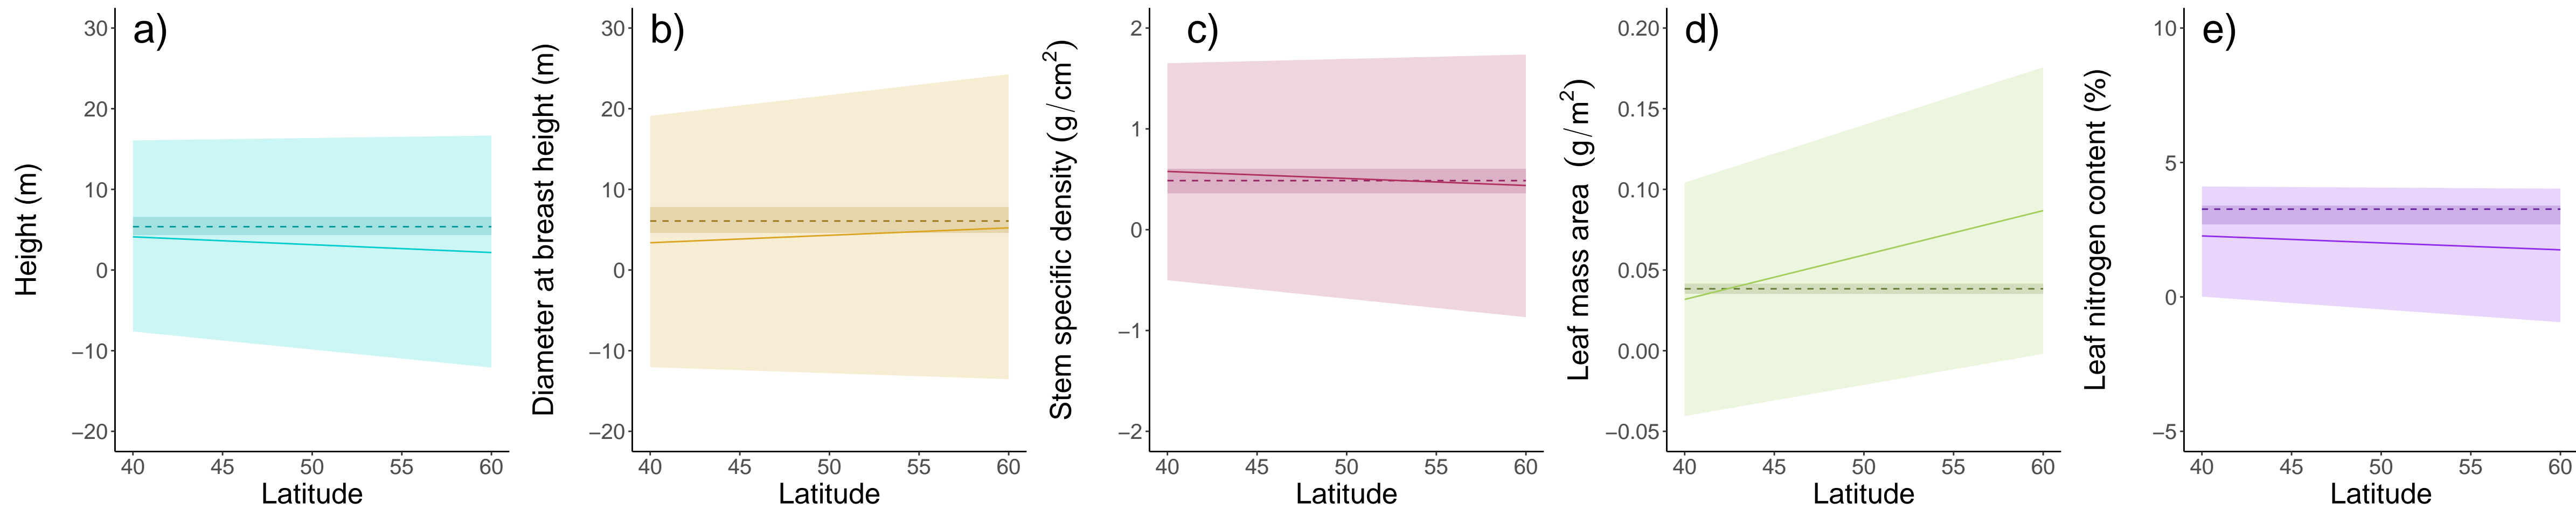 a)
Height (m)
30
20
10
0
−10
−20
40 45 50 55 60
Latitude
b)
Diameter at breast height (m)
30
20
10
0
−10
−20
40 45 50 55 60
Latitude
c)
Stem specific density (g/cm²)
2
1
0
−1
−2
40 45 50 55 60
Latitude
d)
Leaf mass area (g/m²)
0.20
0.15
0.10
0.05
0.00
−0.05
40 45 50 55 60
Latitude
e)
Leaf nitrogen content (%)
10
5
0
−5
40 45 50 55 60
Latitude